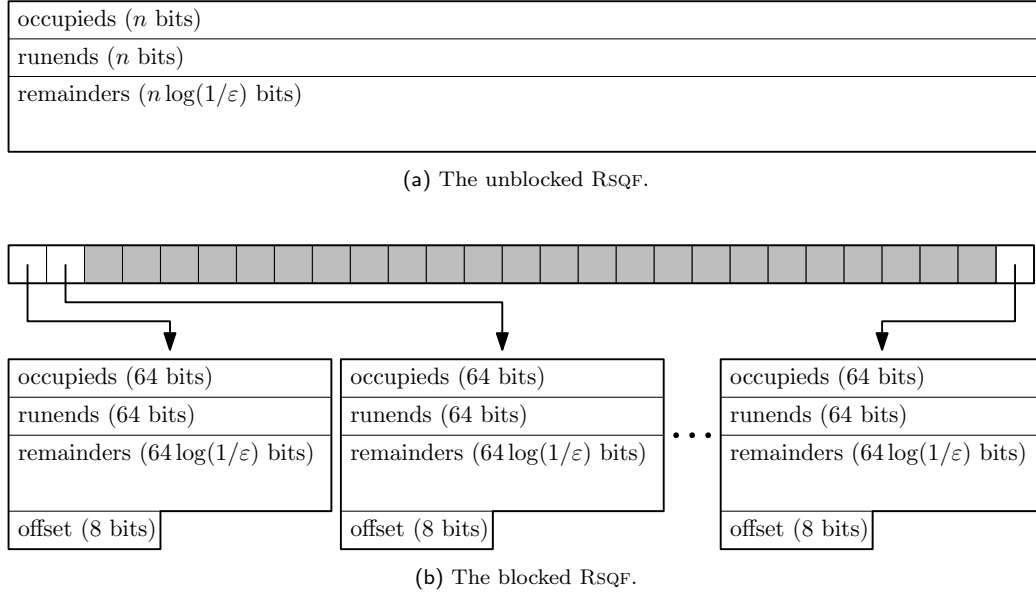 occupieds (n bits)
runends (n bits)
remainders (n log(1/ε) bits)
(a) The unblocked RSQF.
occupieds (64 bits) occupieds (64 bits) occupieds (64 bits)
runends (64 bits) runends (64 bits) runends (64 bits)
remainders (64 log(1/ε) bits) remainders (64 log(1/ε) bits) remainders (64 log(1/ε) bits)
offset (8 bits) offset (8 bits) offset (8 bits)
(b) The blocked RSQF.